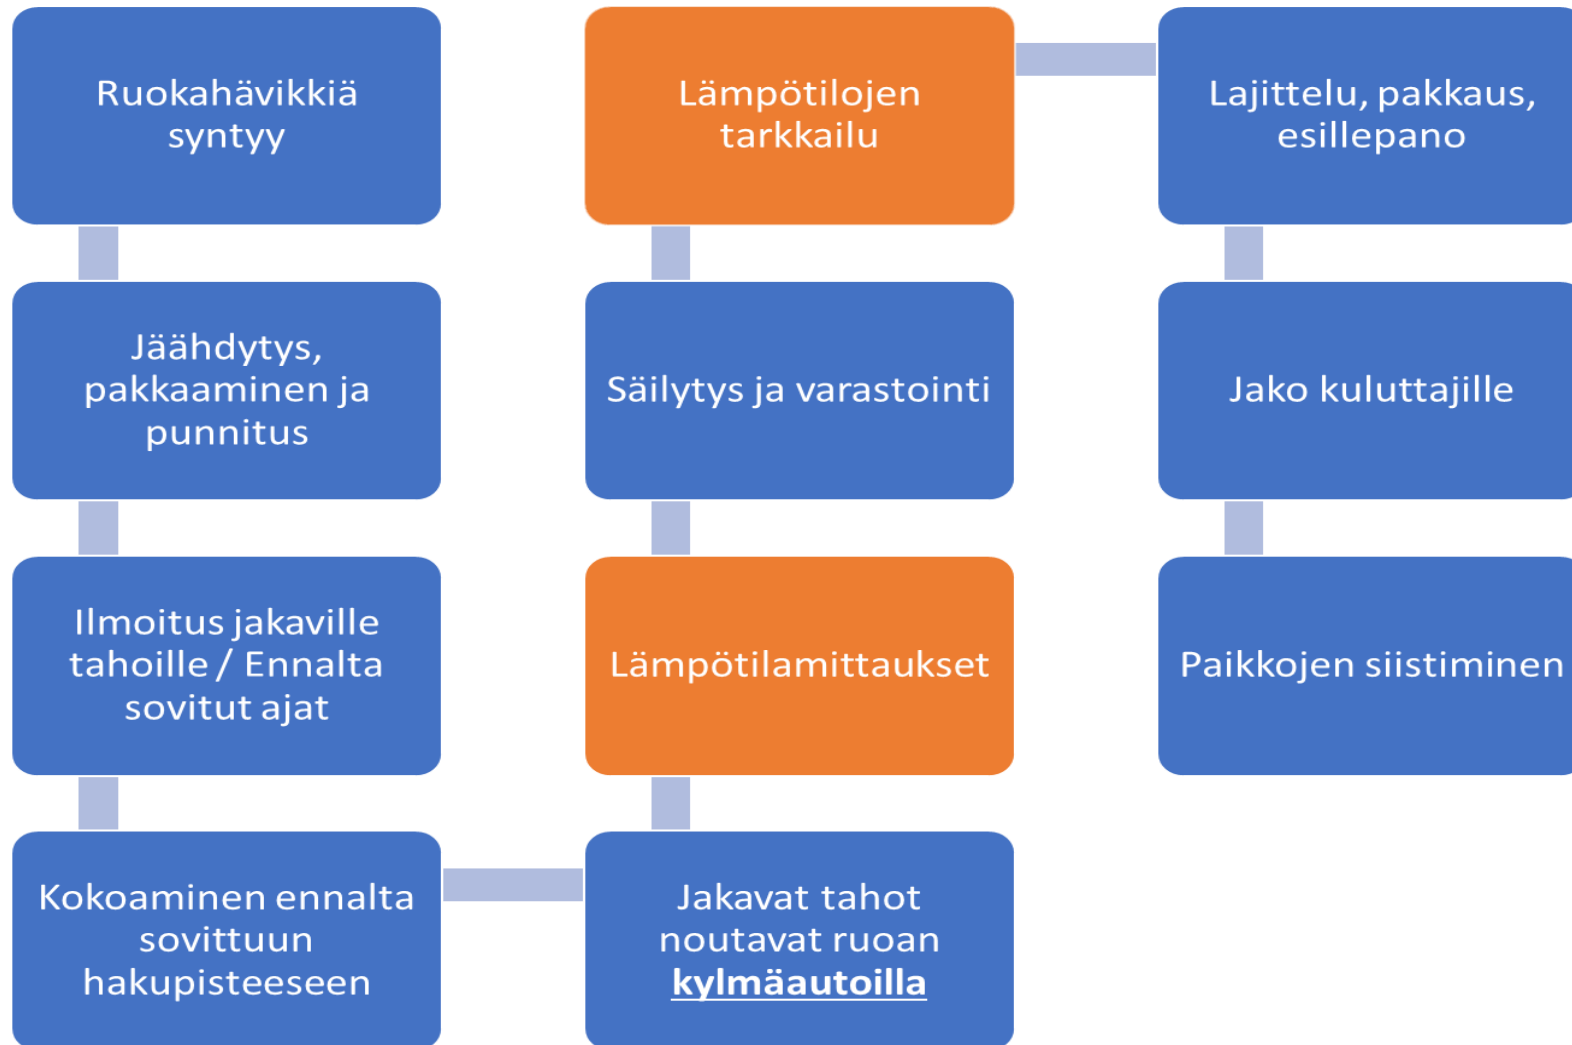 Ruokahävikkiä
syntyy
Jäähdytys,
pakkaaminen ja
punnitus
Ilmoitus jakaville
tahoille / Ennalta
sovitut ajat
Kokoaminen ennalta
sovittuun
hakupisteeseen
Jakavat tahot
noutavat ruoan
kylmäautoilla
Lämpötilamittaukset
Säilytys ja varastointi
Lämpötilojen
tarkkailu
Lajittelu, pakkaus,
esillepano
Jako kuluttajille
Paikkojen siistiminen